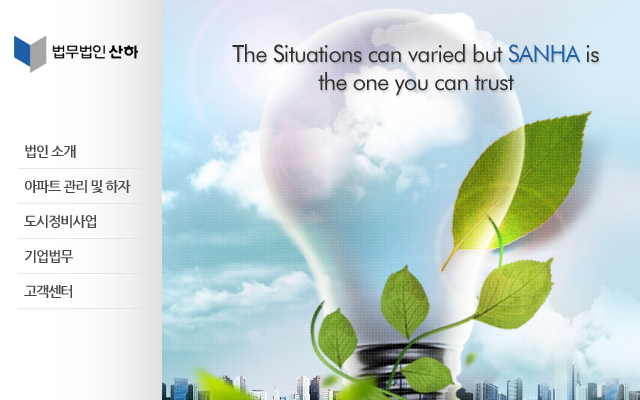 법무법인 산하
The Situations can varied but SANHA is
the one you can trust
법인 소개
아파트 관리 및 하자
도시정비사업
기업법무
고객센터